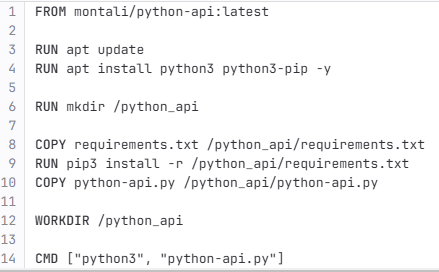 1 FROM montali/python-api:latest
2
3 RUN apt update
4 RUN apt install python3 python3-pip -y
5
6 RUN mkdir /python_api
7
8 COPY requirements.txt /python_api/requirements.txt
9 RUN pip3 install -r /python_api/requirements.txt
10 COPY python-api.py /python_api/python-api.py
11
12 WORKDIR /python_api
13
14 CMD ["python3", "python-api.py"]